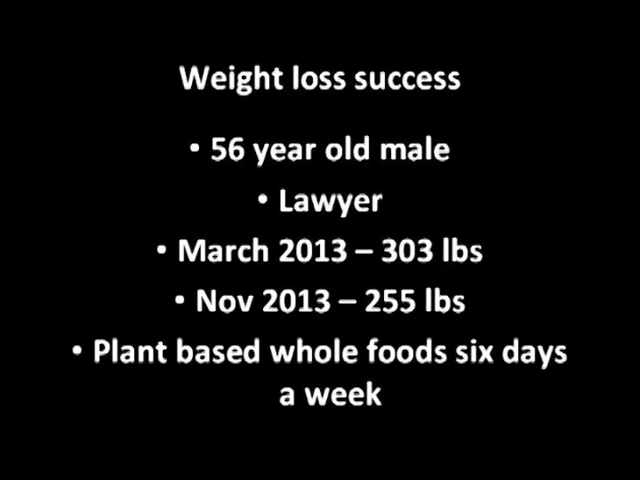 Weight loss success
• 56 year old male
• Lawyer
• March 2013 – 303 lbs
• Nov 2013 – 255 lbs
• Plant based whole foods six days
a week